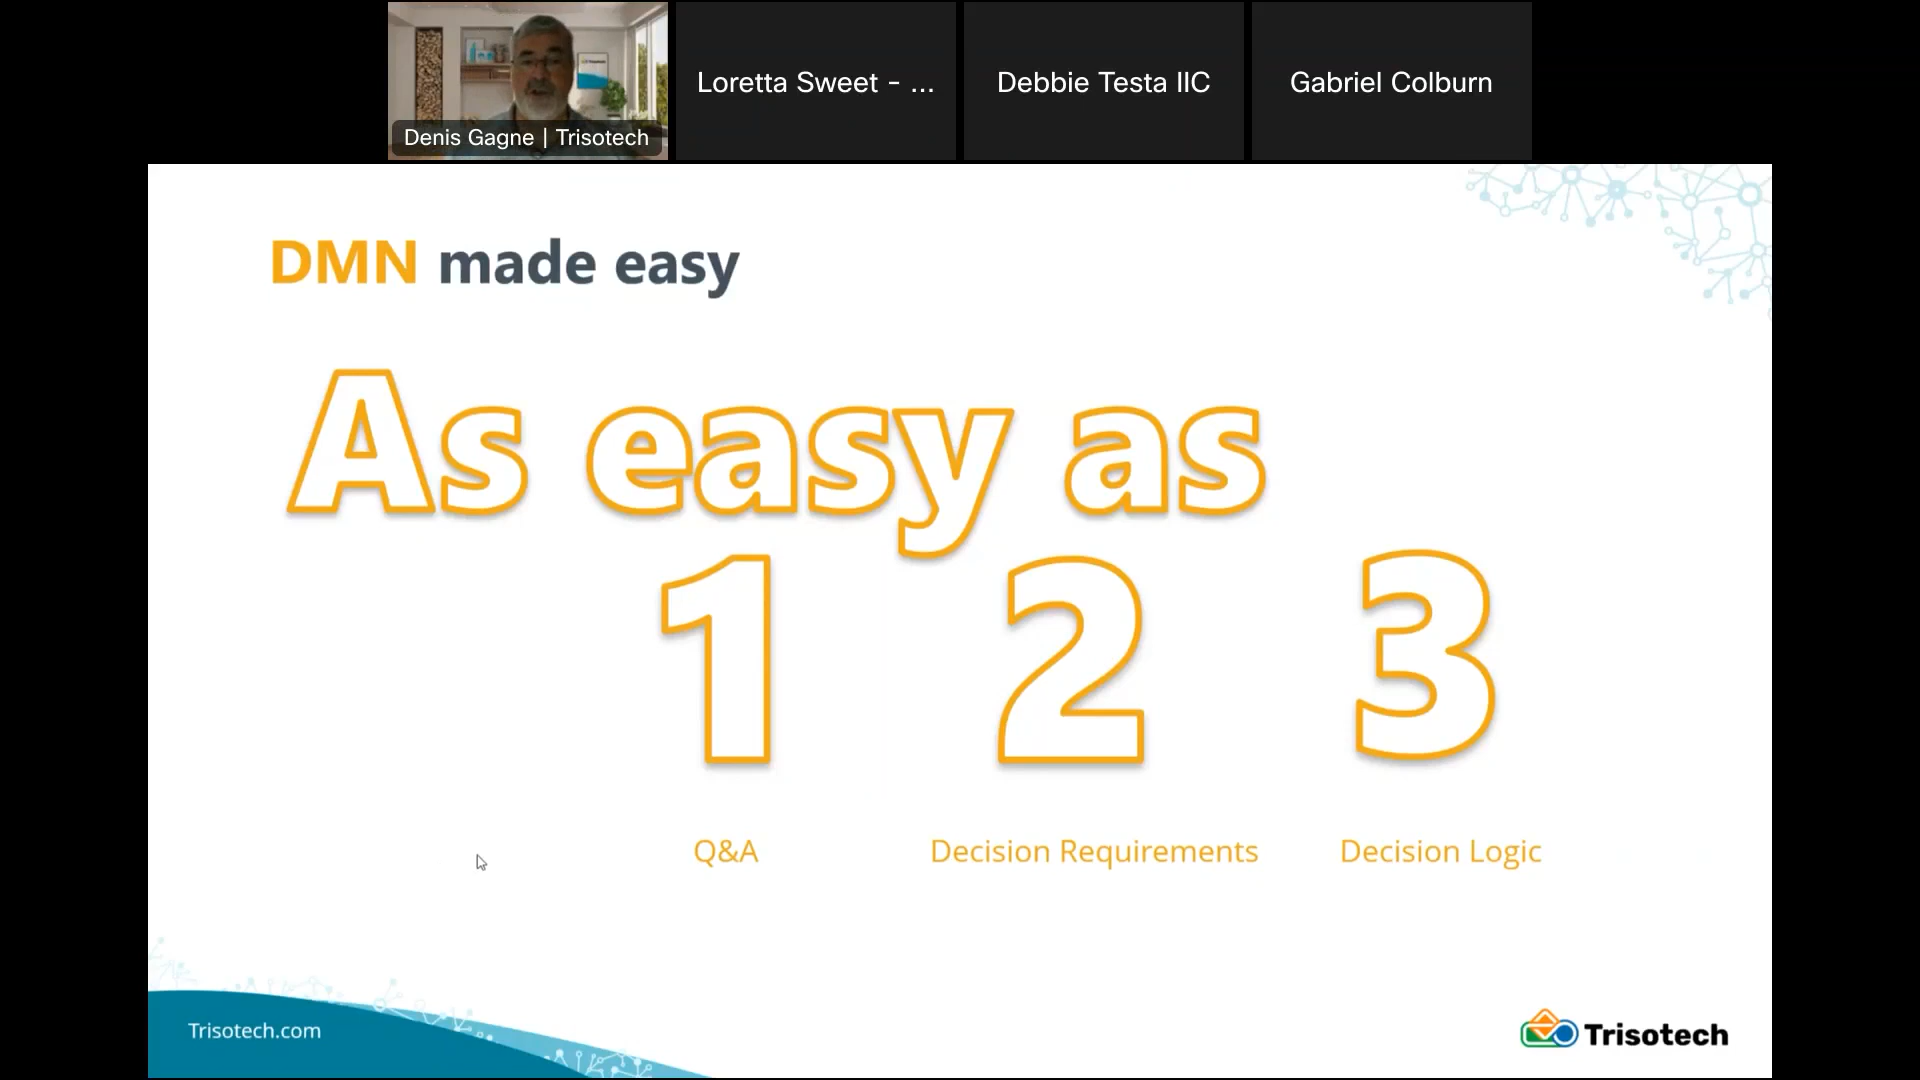 Denis Gagne | Trisotech
Loretta Sweet - ...
Debbie Testa IIC
Gabriel Colburn
DMN made easy
As easy as
1 2 3
Q&A Decision Requirements Decision Logic
Trisotech.com
Trisotech